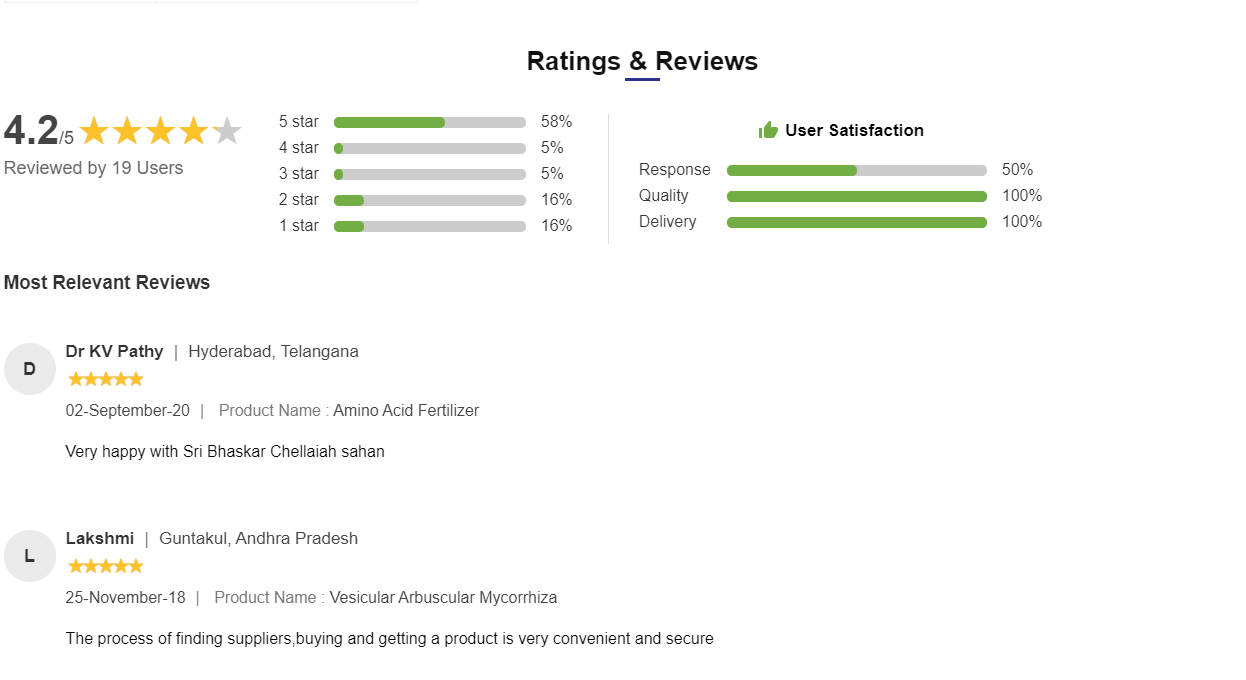 Ratings & Reviews
4.2/5
Reviewed by 19 Users
5 star 58%
4 star 5%
3 star 5%
2 star 16%
1 star 16%
User Satisfaction
Response 50%
Quality 100%
Delivery 100%
Most Relevant Reviews
D
Dr KV Pathy | Hyderabad, Telangana
02-September-20 | Product Name : Amino Acid Fertilizer
Very happy with Sri Bhaskar Chellaiah sahan
L
Lakshmi | Guntakul, Andhra Pradesh
25-November-18 | Product Name : Vesicular Arbuscular Mycorrhiza
The process of finding suppliers,buying and getting a product is very convenient and secure